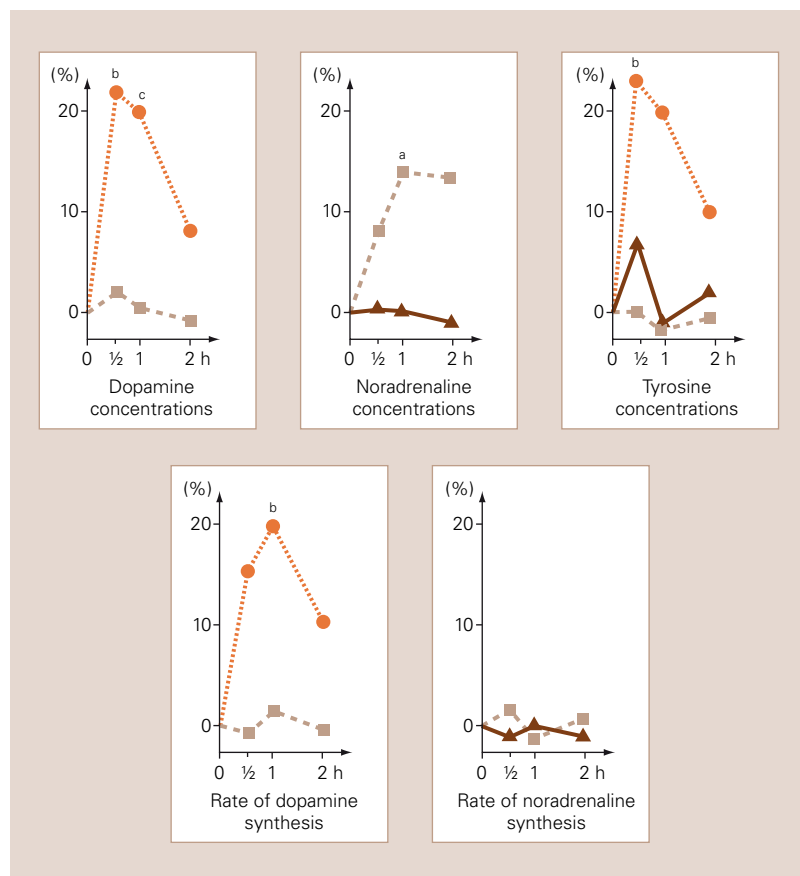 (%)
b
c
20
10
0
0 ½ 1 2 h
Dopamine
concentrations
(%)
a
20
10
0
0 ½ 1 2 h
Noradrenaline
concentrations
(%)
b
20
10
0
0 ½ 1 2 h
Tyrosine
concentrations
(%)
b
20
10
0
0 ½ 1 2 h
Rate of dopamine
synthesis
(%)
20
10
0
0 ½ 1 2 h
Rate of noradrenaline
synthesis